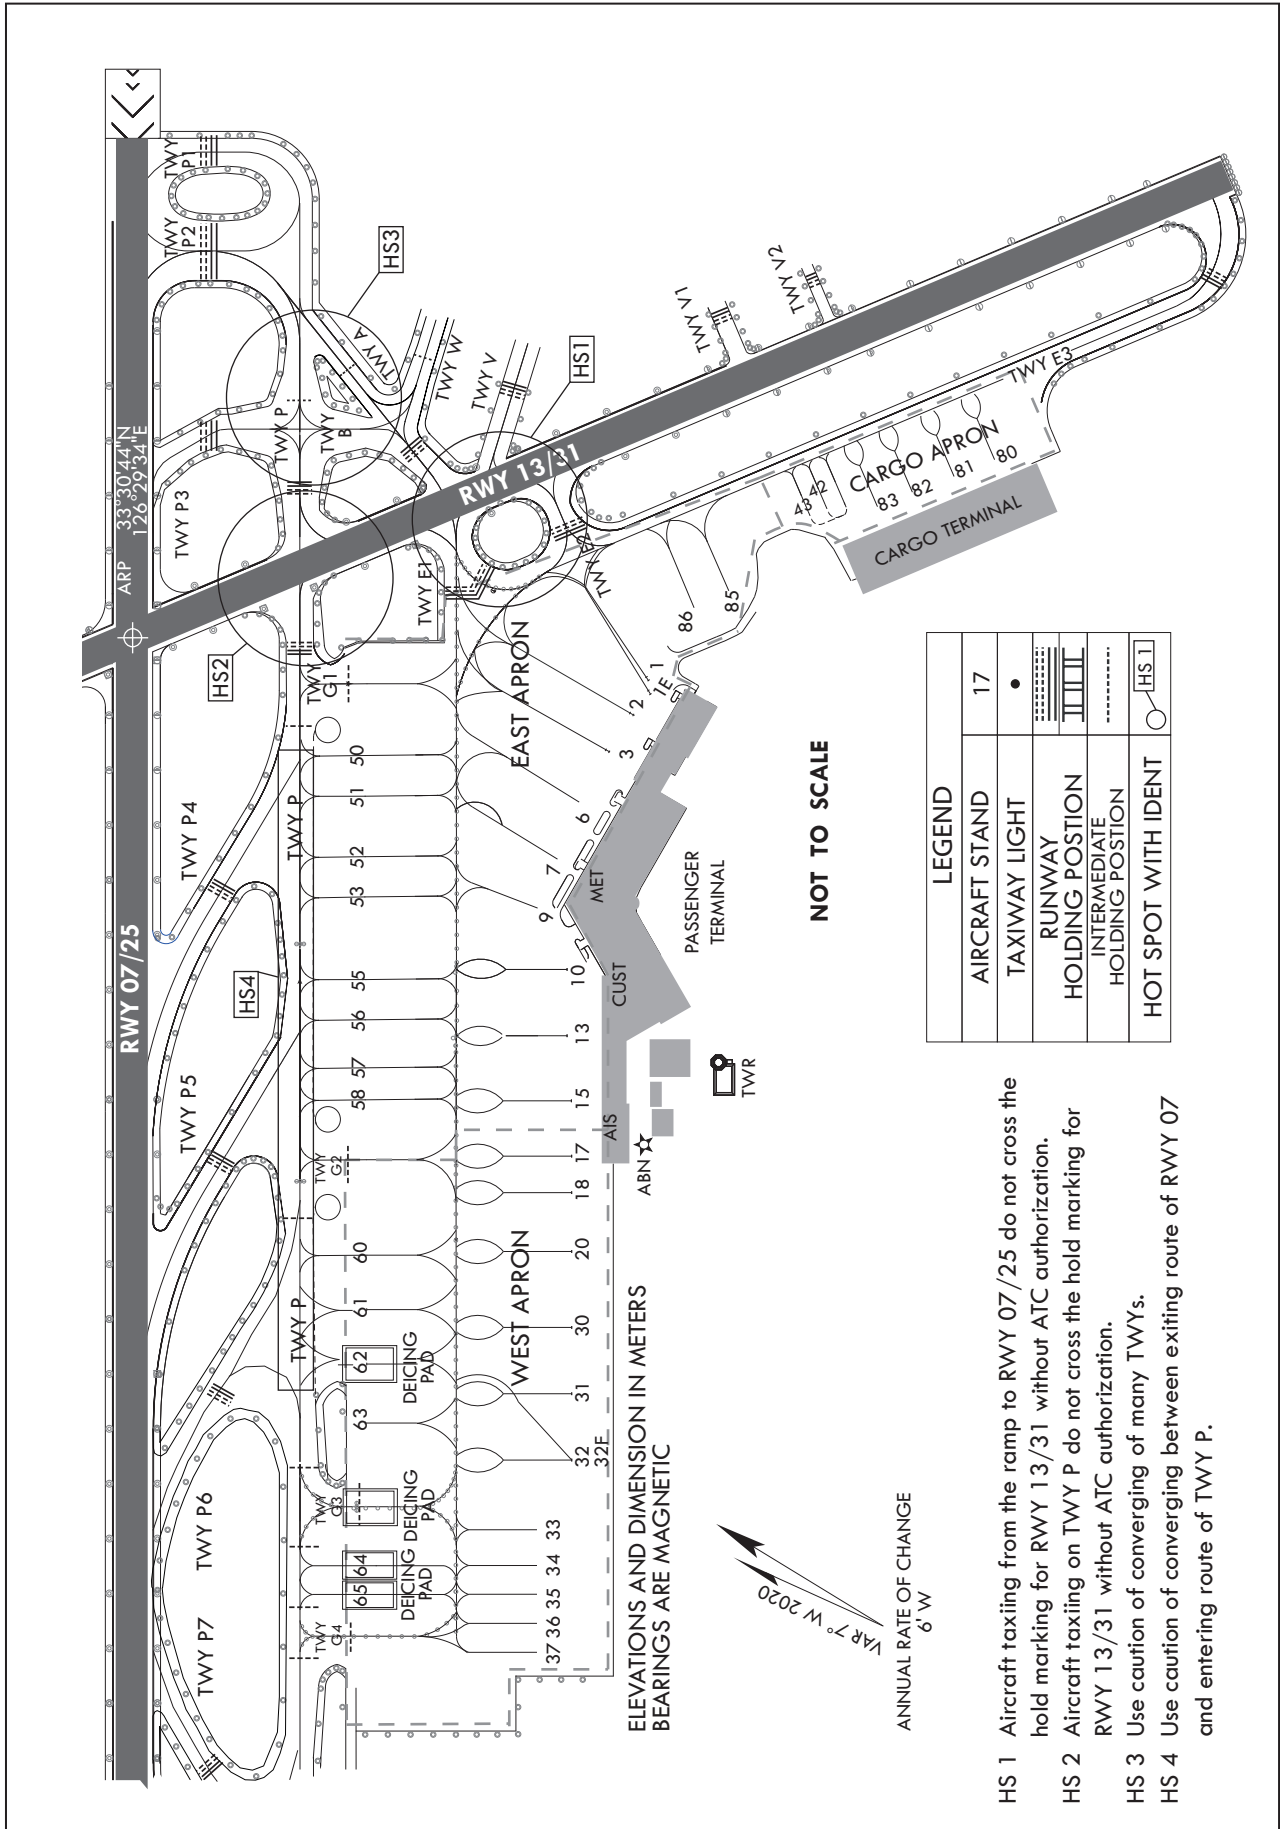 RWY 07/25
ARP
33°30'44"N
126°29'34"E
TWY P7
TWY P6
TWY P5
TWY P4
TWY P3
TWY
P2
TWY
P1
HS4
HS2
HS3
HS1
TWY P
TWY P
TWY P
TWY P
TWY
B
TWY A
TWY W
TWY V
TWY V1
TWY V2
RWY 13/31
TWY E1
TWY E2
TWY E3
TWY
G4
TWY
G3
TWY
G2
TWY
G1
65
64
63
62
61
60
58
57
56
55
53
52
51
50
DEICING
PAD
DEICING
PAD
DEICING
PAD
WEST APRON
EAST APRON
37
36
35
34
33
32
32F
31
30
20
18
17
15
13
10
9
7
6
3
2
1E
1
86
85
43
42
83
82
81
80
CARGO APRON
CARGO TERMINAL
AIS
CUST
MET
PASSENGER
TERMINAL
ABN
TWR
ELEVATIONS AND DIMENSION IN METERS
BEARINGS ARE MAGNETIC
NOT TO SCALE
VAR 7° W 2020
ANNUAL RATE OF CHANGE
6' W
LEGEND
AIRCRAFT STAND
17
TAXIWAY LIGHT
RUNWAY
HOLDING POSTION
INTERMEDIATE
HOLDING POSTION
HOT SPOT WITH IDENT
HS 1
HS 1 Aircraft taxiing from the ramp to RWY 07/25 do not cross the
hold marking for RWY 13/31 without ATC authorization.
HS 2 Aircraft taxiing on TWY P do not cross the hold marking for
RWY 13/31 without ATC authorization.
HS 3 Use caution of converging of many TWYs.
HS 4 Use caution of converging between exiting route of RWY 07
and entering route of TWY P.